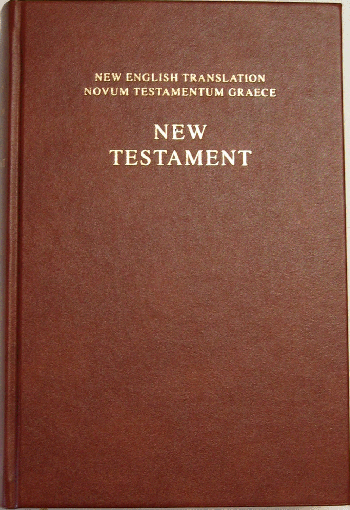 NEW ENGLISH TRANSLATION
NOVUM TESTAMENTUM GRAECE
NEW
TESTAMENT